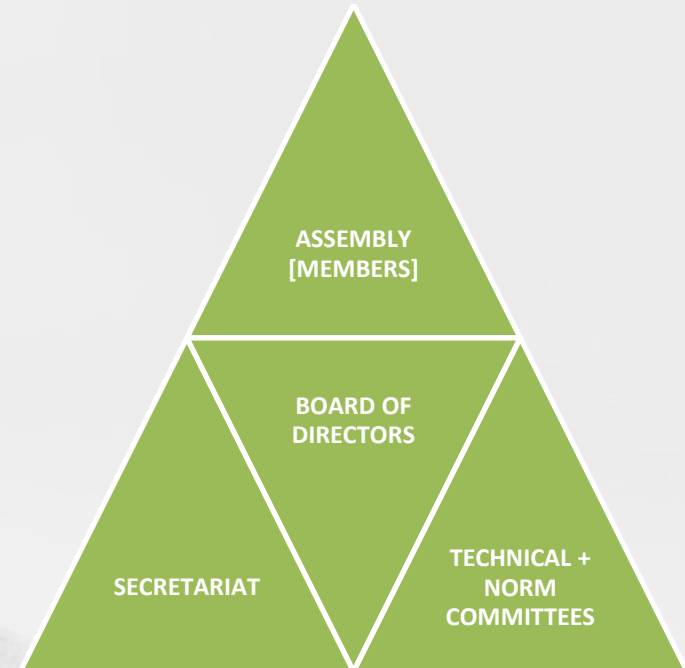 ASSEMBLY
[MEMBERS]
BOARD OF
DIRECTORS
SECRETARIAT
TECHNICAL +
NORM
COMMITTEES